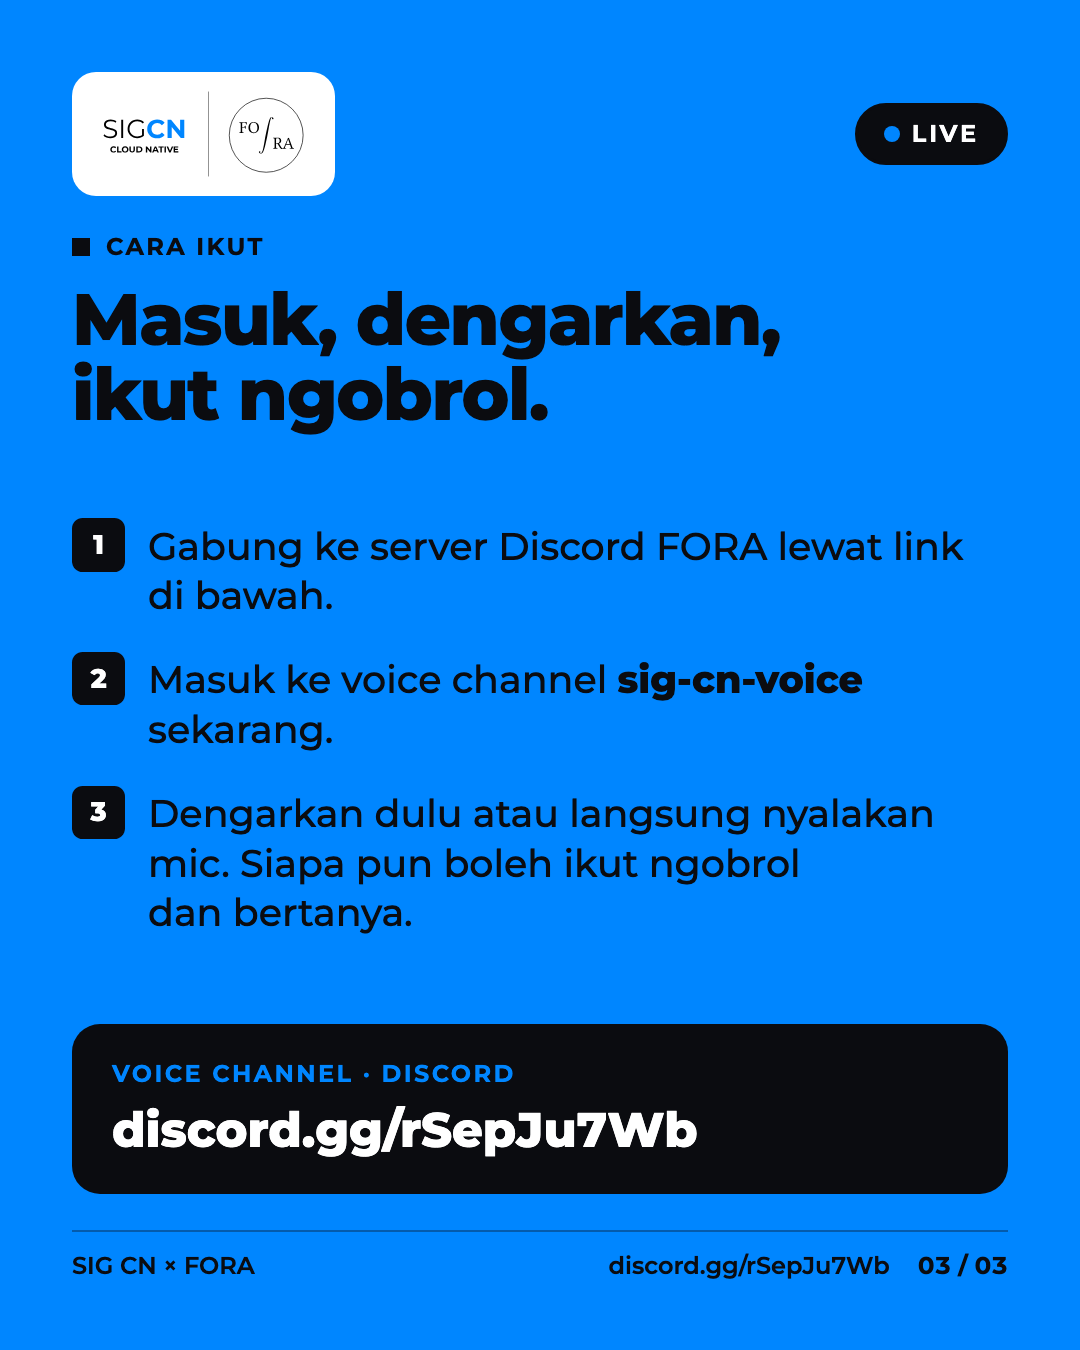 SIGCN
CLOUD NATIVE
FO
RA
LIVE
CARA IKUT
Masuk, dengarkan,
ikut ngobrol.
1
Gabung ke server Discord FORA lewat link
di bawah.
2
Masuk ke voice channel sig-cn-voice
sekarang.
3
Dengarkan dulu atau langsung nyalakan
mic. Siapa pun boleh ikut ngobrol
dan bertanya.
VOICE CHANNEL · DISCORD
discord.gg/rSepJu7Wb
SIG CN × FORA
discord.gg/rSepJu7Wb 03 / 03